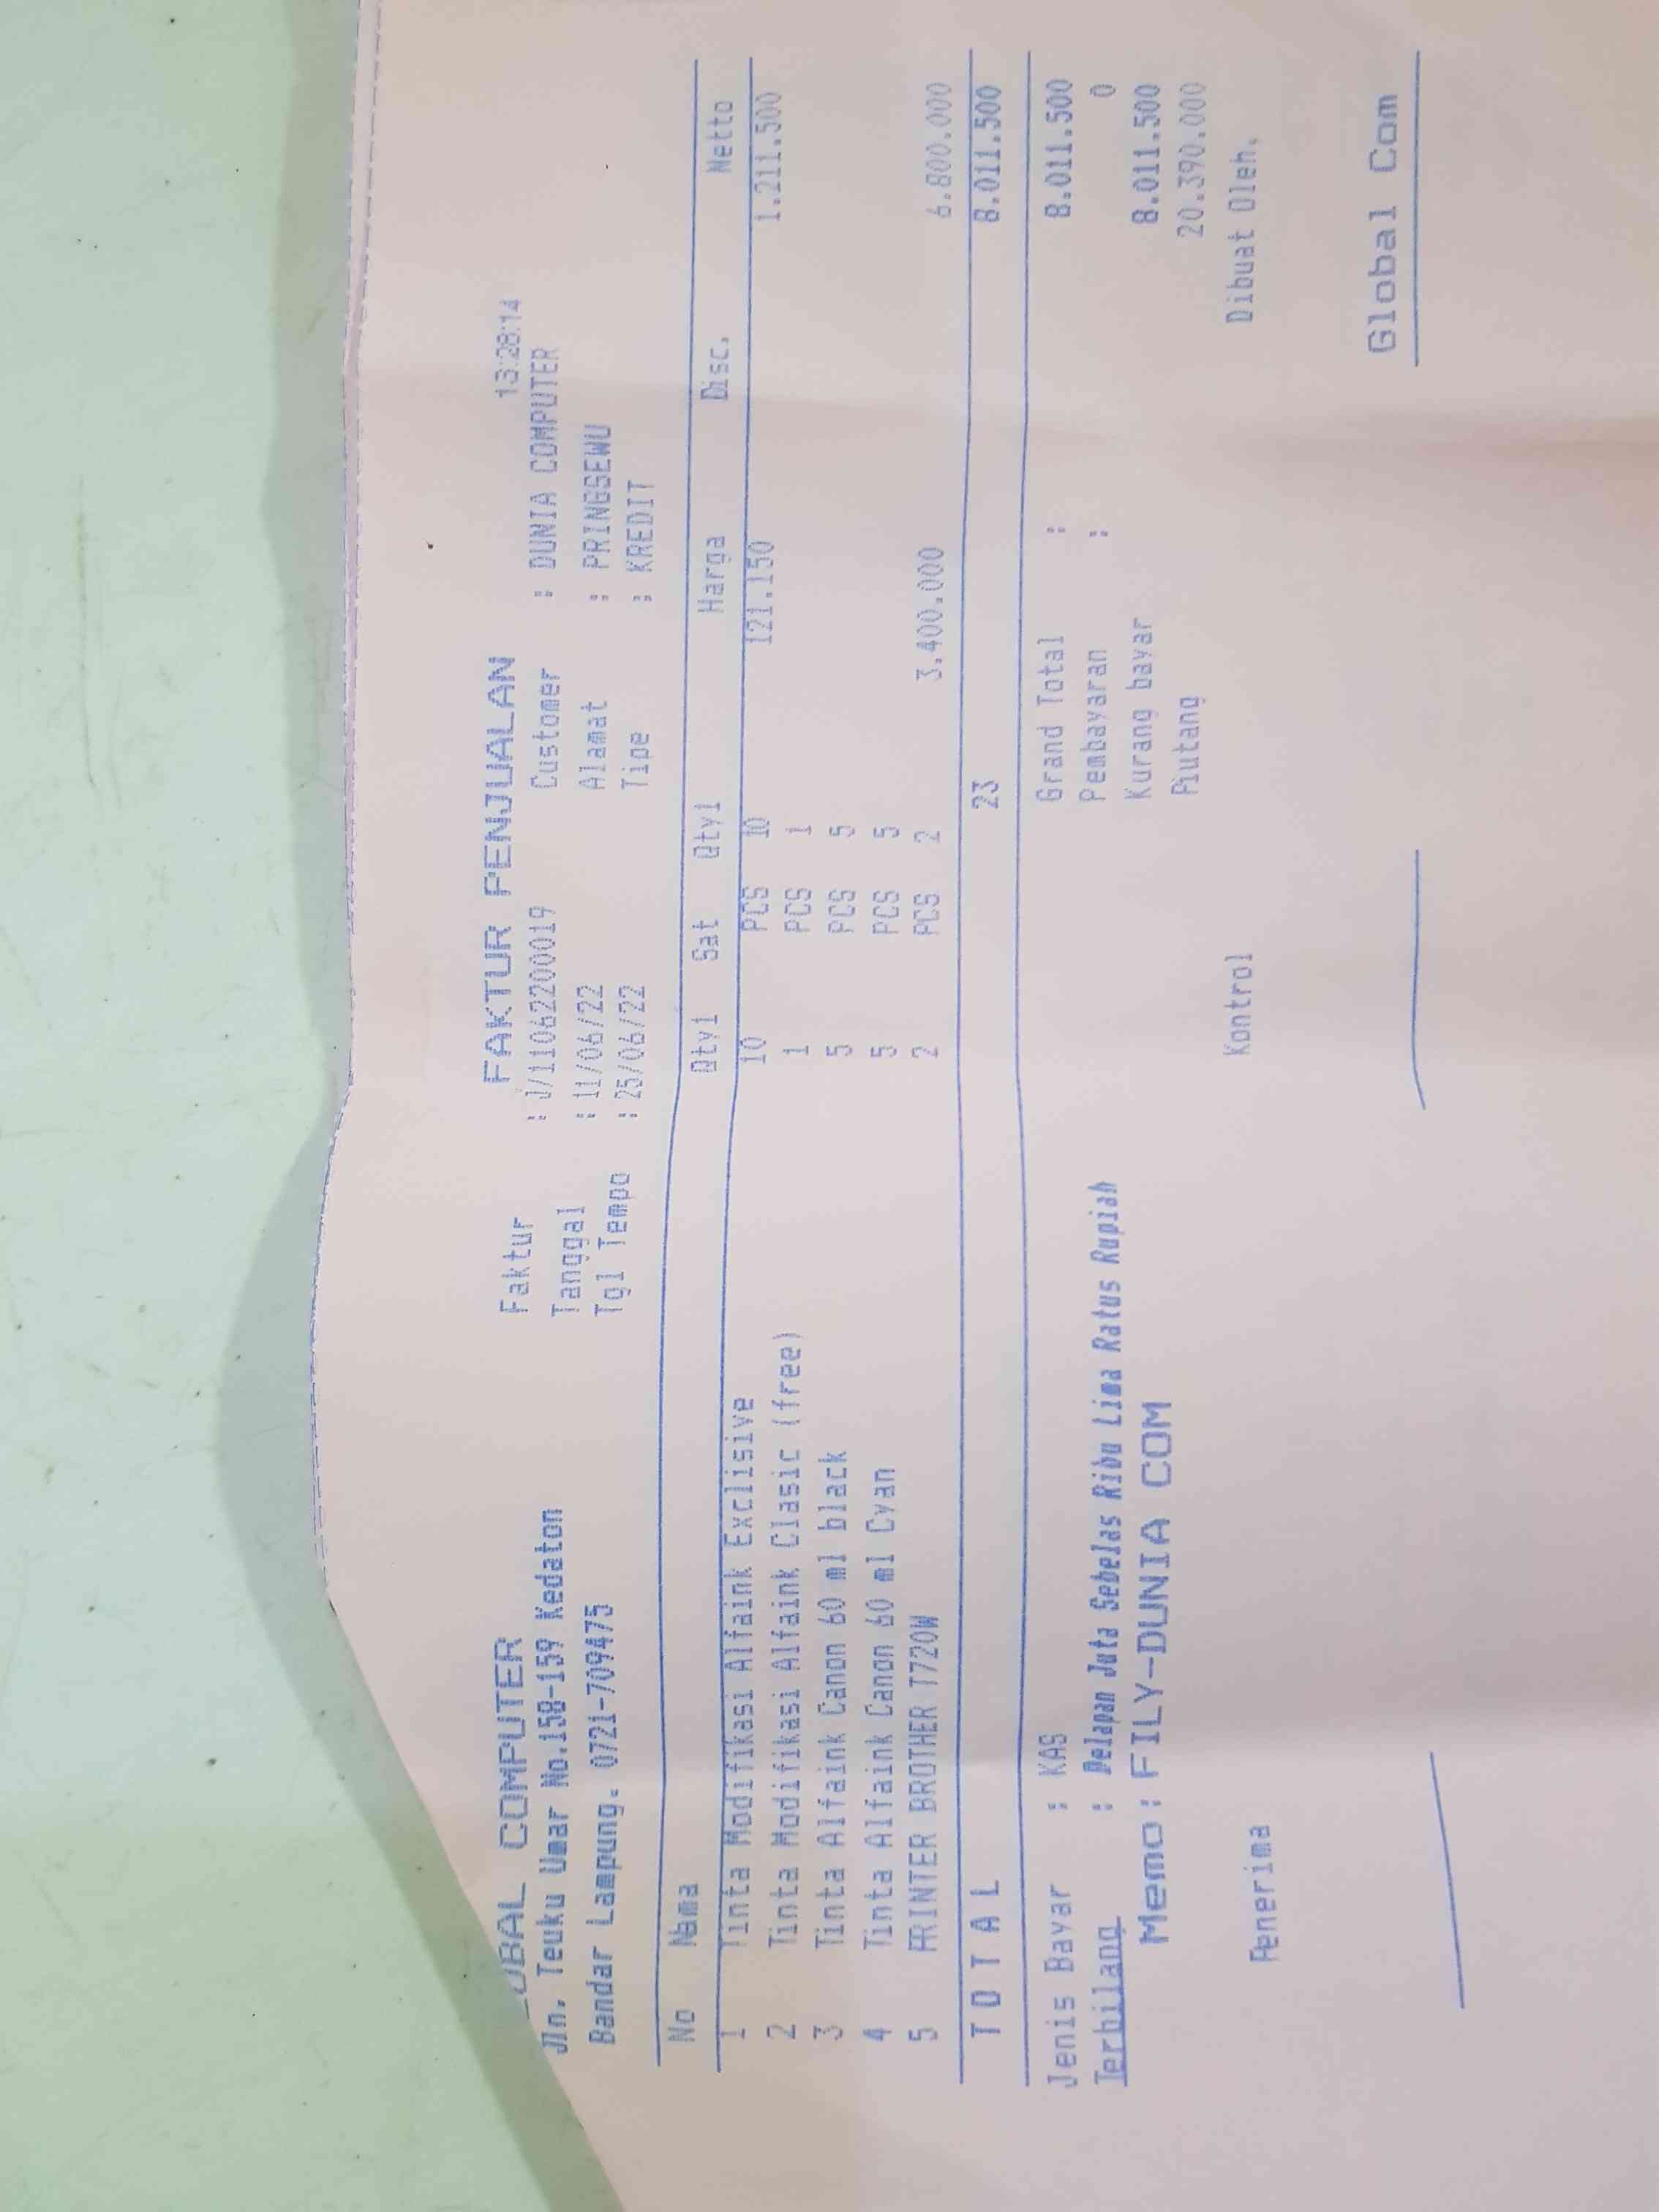 FAKTUR PENJUALAN 13:28:14
GLOBAL COMPUTER Faktur : J/110622200019 Customer : DUNIA COMPUTER
Jln. Teuku Umar No.158-159 Kedaton Tanggal : 11/06/22 Alamat : PRINGSEWU
Bandar Lampung. 0721-709475 Tgl Tempo : 25/06/22 Tipe : KREDIT
No Nama Qty1 Sat Qty1 Harga Disc. Netto
1 Tinta Modifikasi Alfaink Exclisive 10 PCS 10 121.150 1.211.500
2 Tinta Modifikasi Alfaink Clasic (free) 1 PCS 1
3 Tinta Alfaink Canon 60 ml black 5 PCS 5
4 Tinta Alfaink Canon 60 ml Cyan 5 PCS 5
5 PRINTER BROTHER T720W 2 PCS 2 3.400.000 6.800.000
T O T A L 23 8.011.500
Jenis Bayar : KAS Grand Total : 8.011.500
Terbilang : Delapan Juta Sebelas Ribu Lima Ratus Rupiah Pembayaran : 0
Memo : FILY-DUNIA COM Kurang bayar 8.011.500
Piutang 20.390.000
Penerima Kontrol Dibuat Oleh,
Global Com